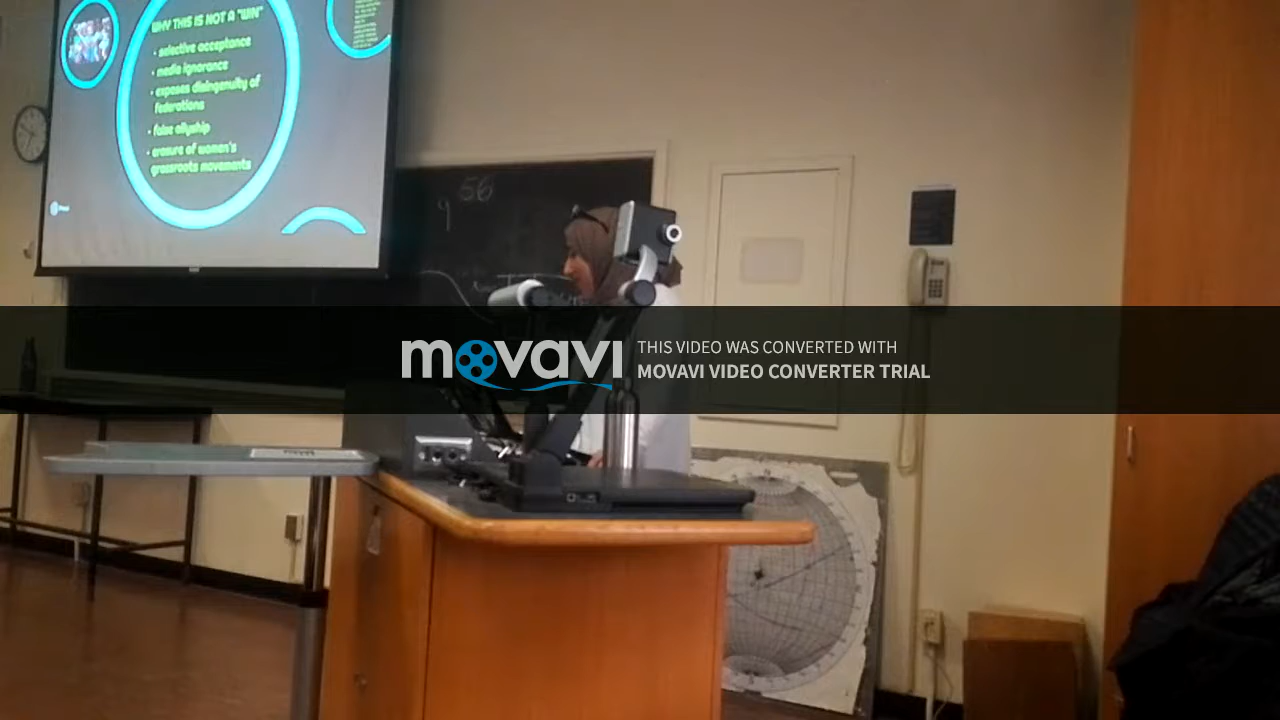 WHY THIS IS NOT A "WIN"
• selective acceptance
• media ignorance
• exposes disingenuity of
federations
• false allyship
• erasure of women's
grassroots movements
56
9
movavi
THIS VIDEO WAS CONVERTED WITH
MOVAVI VIDEO CONVERTER TRIAL